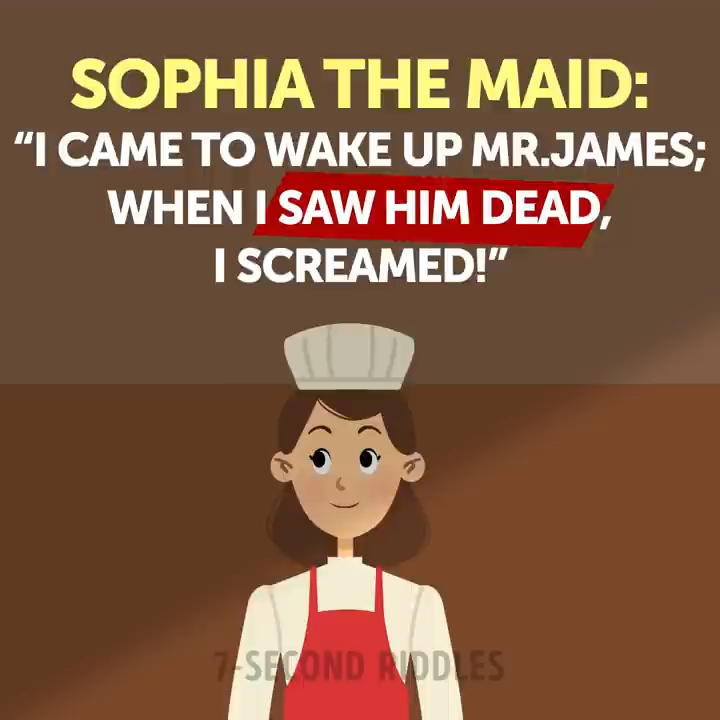 SOPHIA THE MAID:
“I CAME TO WAKE UP MR.JAMES;
WHEN I SAW HIM DEAD,
I SCREAMED!”
7-SECOND RIDDLES